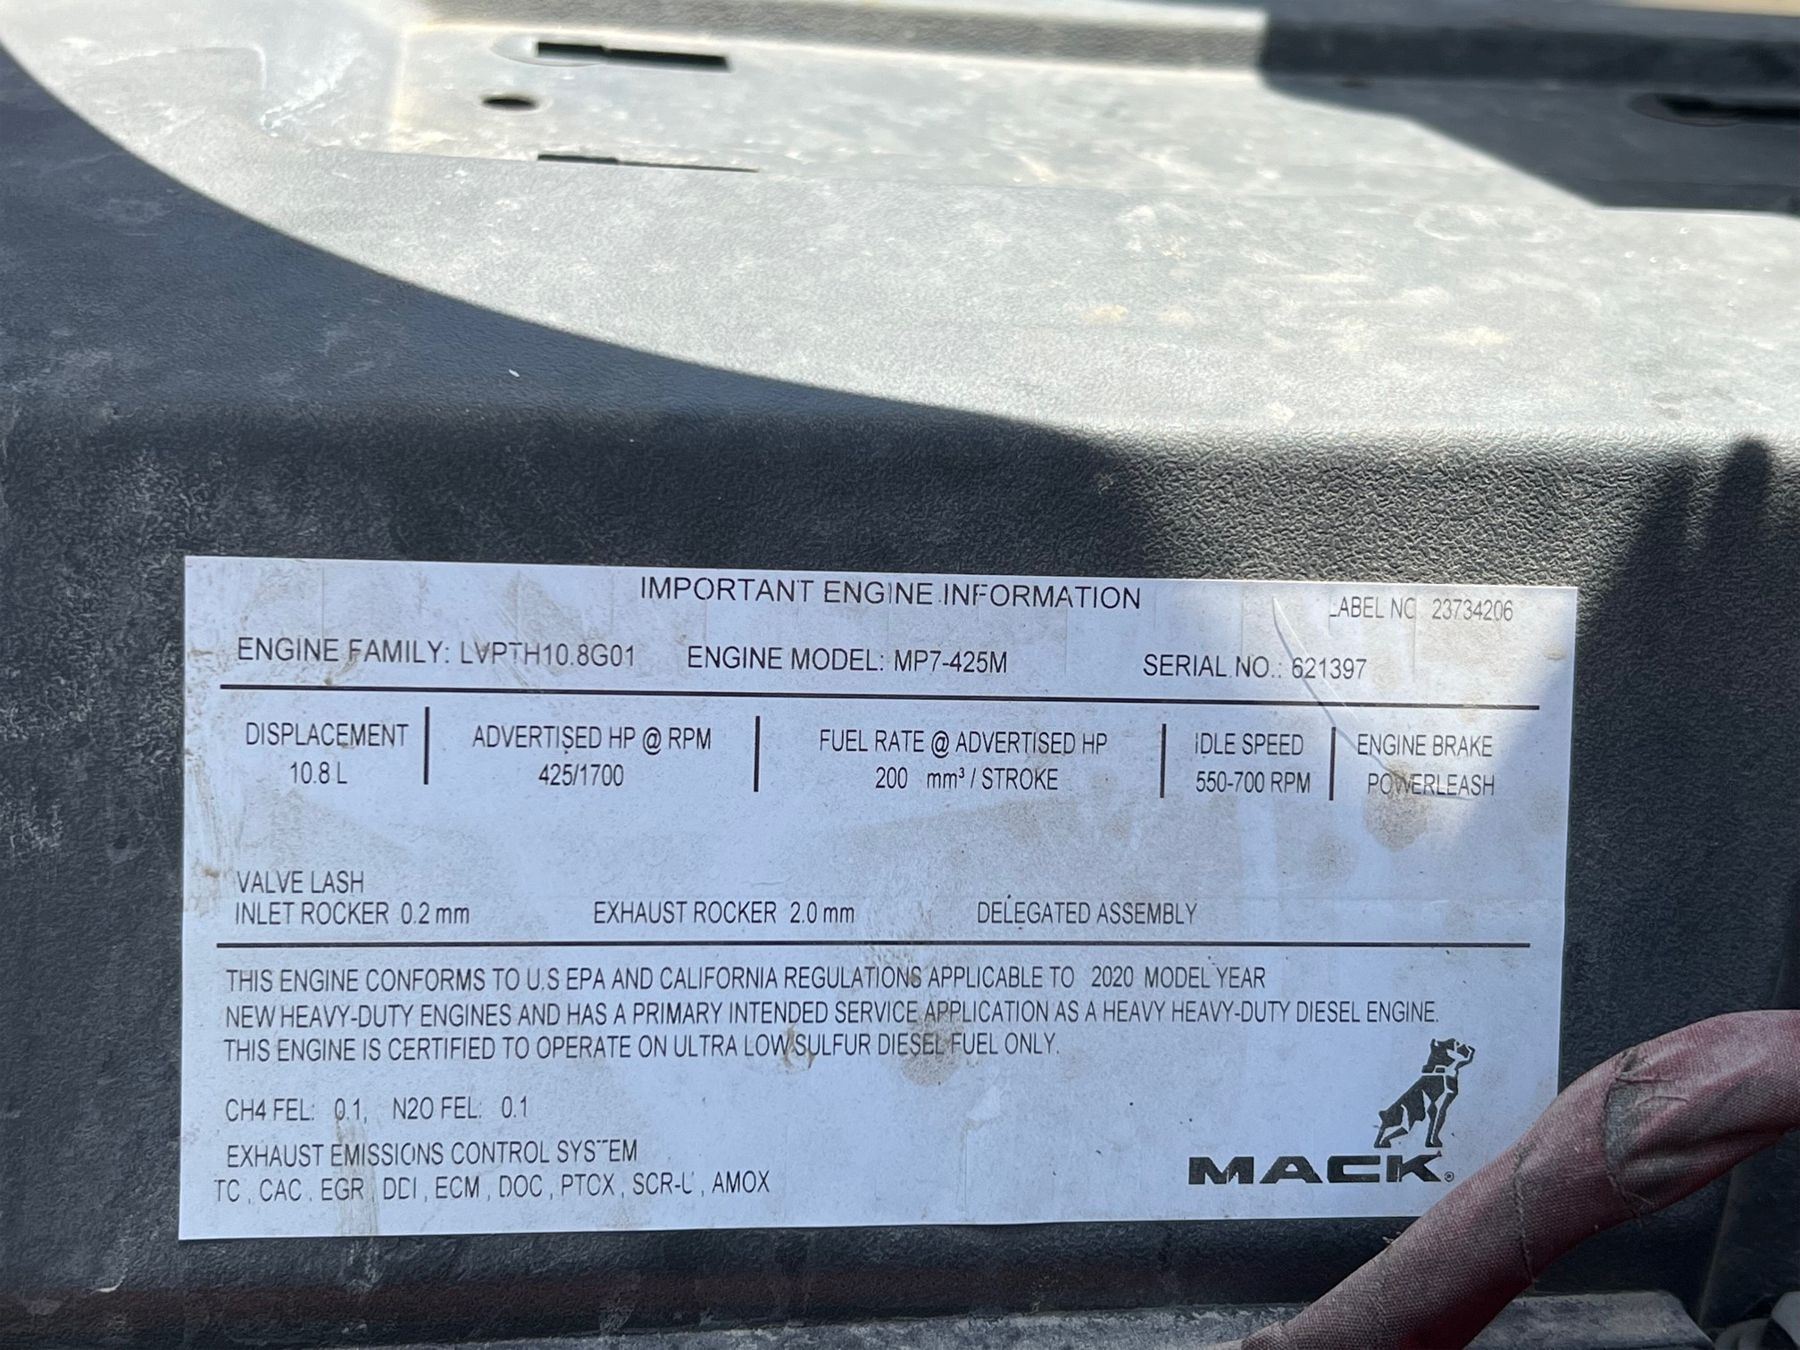 IMPORTANT ENGINE INFORMATION
LABEL NO 23734206
ENGINE FAMILY: LVPTH10.8G01 ENGINE MODEL: MP7-425M SERIAL NO.: 621397
DISPLACEMENT ADVERTISED HP @ RPM FUEL RATE @ ADVERTISED HP IDLE SPEED ENGINE BRAKE
10.8 L 425/1700 200 mm³ / STROKE 550-700 RPM POWERLEASH
VALVE LASH
INLET ROCKER 0.2 mm EXHAUST ROCKER 2.0 mm DELEGATED ASSEMBLY
THIS ENGINE CONFORMS TO U.S EPA AND CALIFORNIA REGULATIONS APPLICABLE TO 2020 MODEL YEAR
NEW HEAVY-DUTY ENGINES AND HAS A PRIMARY INTENDED SERVICE APPLICATION AS A HEAVY HEAVY-DUTY DIESEL ENGINE.
THIS ENGINE IS CERTIFIED TO OPERATE ON ULTRA LOW SULFUR DIESEL FUEL ONLY.
CH4 FEL: 0.1, N2O FEL: 0.1
EXHAUST EMISSIONS CONTROL SYSTEM
TC , CAC , EGR , DDI , ECM , DOC , PTOX , SCR-U , AMOX
MACK®